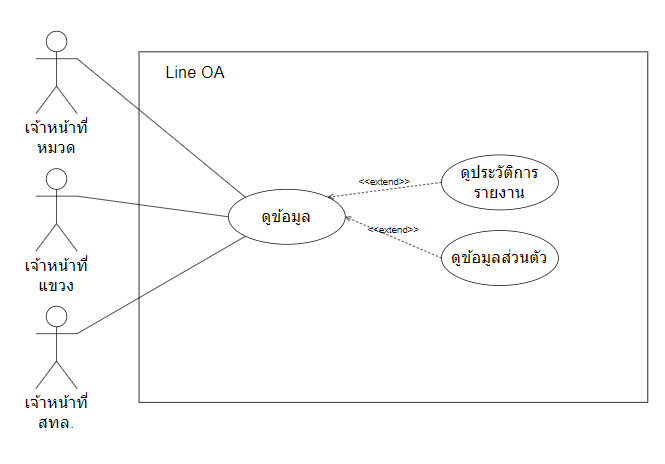 Line OA
เจ้าหน้าที่
หมวด
เจ้าหน้าที่
แขวง
เจ้าหน้าที่
สทล.
ดูข้อมูล
<<extend>>
<<extend>>
ดูประวัติการ
รายงาน
ดูข้อมูลส่วนตัว